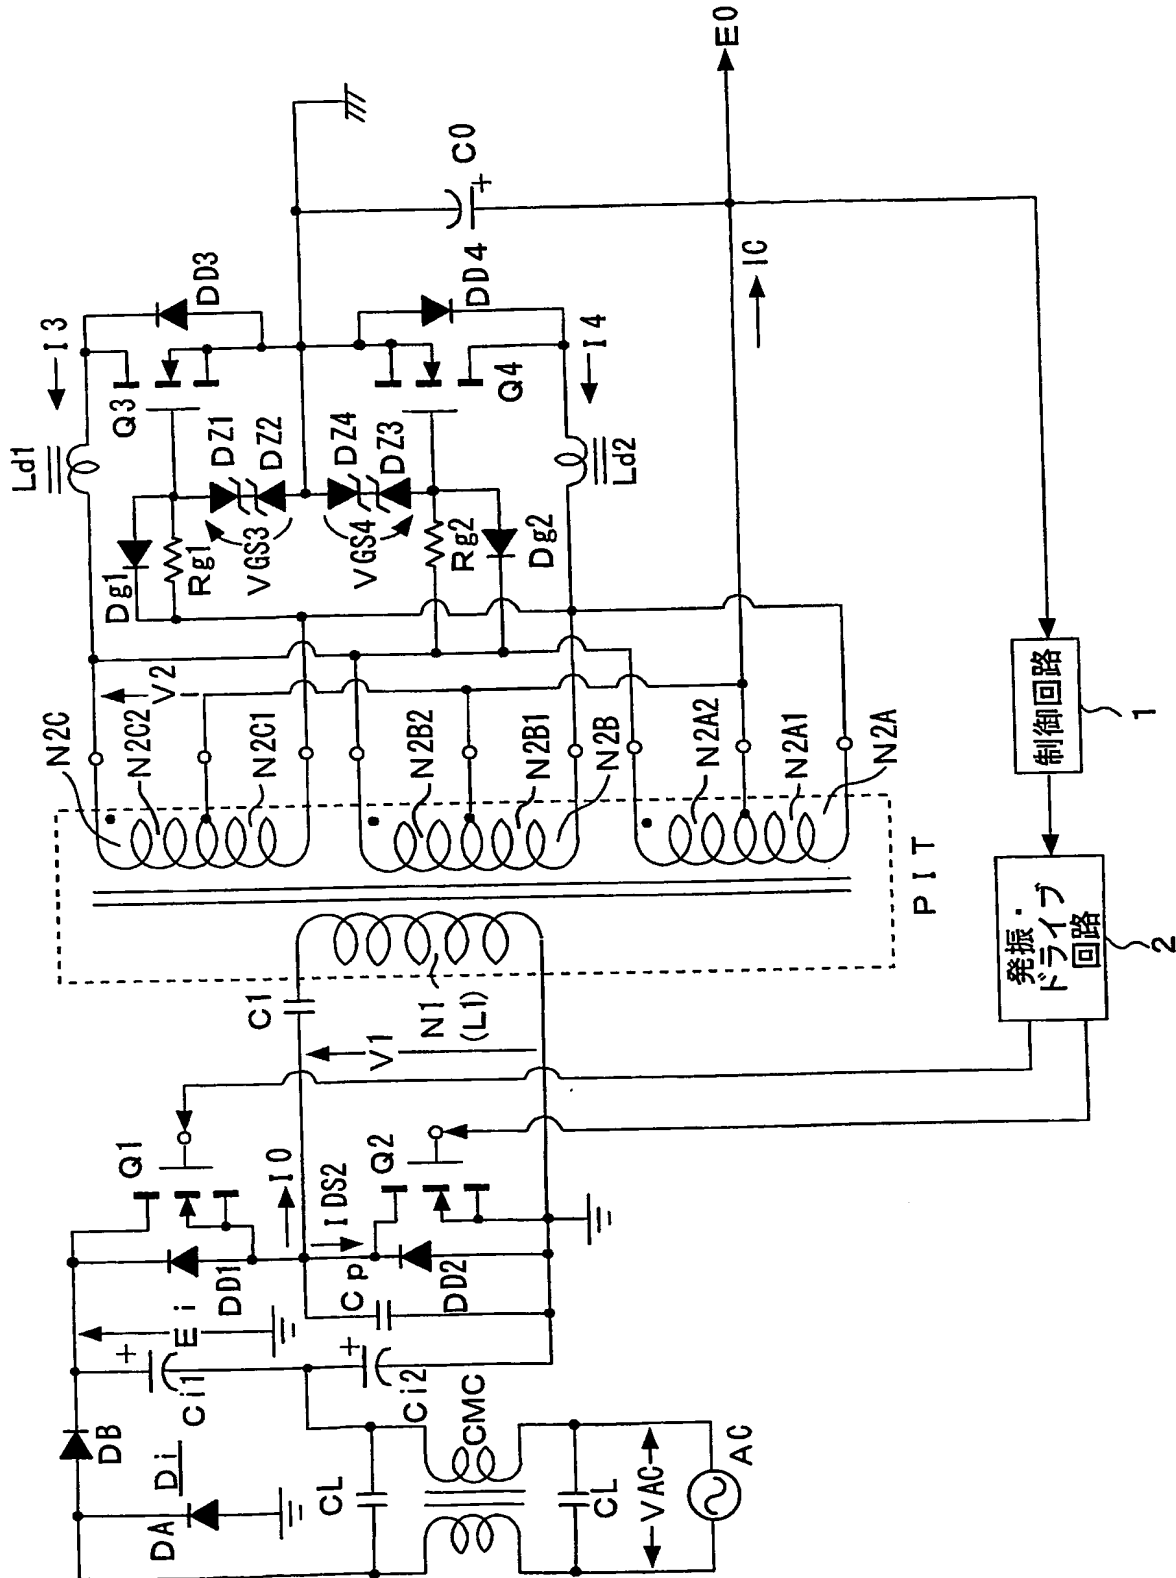 AC
VAC
CL
CMC
CL
DA
Di
DB
Ci1
Ci2
Ei
Cp
DD1
DD2
Q1
Q2
I0
IDS2
V1
C1
N1
(L1)
PIT
N2C
N2C2
N2C1
N2B2
N2B1
N2B
N2A2
N2A1
N2A
V2
Dg1
Rg1
VGS3
VGS4
Rg2
Dg2
DZ1
DZ2
DZ4
DZ3
Ld1
Ld2
Q3
Q4
I3
I4
DD3
DD4
C0
+
+
+
IC
E0
制御回路
1
発振・
ドライブ
回路
2